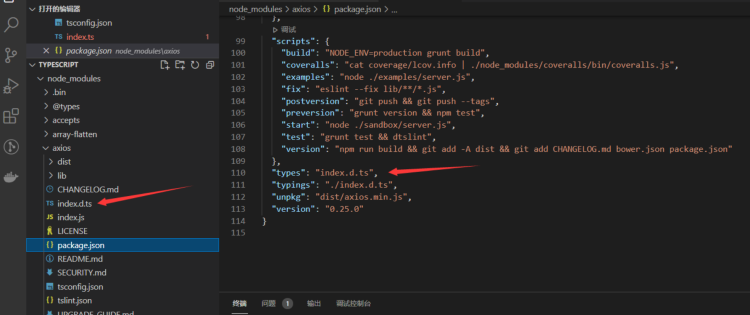 打开的编辑器
tsconfig.json
index.ts 1
package.json node_modules\axios
TYPESCRIPT
node_modules
.bin
@types
accepts
array-flatten
axios
dist
lib
CHANGELOG.md
TS index.d.ts
JS index.js
LICENSE
{} package.json
README.md
SECURITY.md
tsconfig.json
{} tslint.json
UPGRADE_GUIDE.md
node_modules > axios > {} package.json > ...
98 },
调试
99 "scripts": {
100 "build": "NODE_ENV=production grunt build",
101 "coveralls": "cat coverage/lcov.info | ./node_modules/coveralls/bin/coveralls.js",
102 "examples": "node ./examples/server.js",
103 "fix": "eslint --fix lib/**/*.js",
104 "postversion": "git push && git push --tags",
105 "preversion": "grunt version && npm test",
106 "start": "node ./sandbox/server.js",
107 "test": "grunt test && dtslint",
108 "version": "npm run build && git add -A dist && git add CHANGELOG.md bower.json package.json"
109 },
110 "types": "index.d.ts",
111 "typings": "./index.d.ts",
112 "unpkg": "dist/axios.min.js",
113 "version": "0.25.0"
114 }
115
终端 问题 1 输出 调试控制台